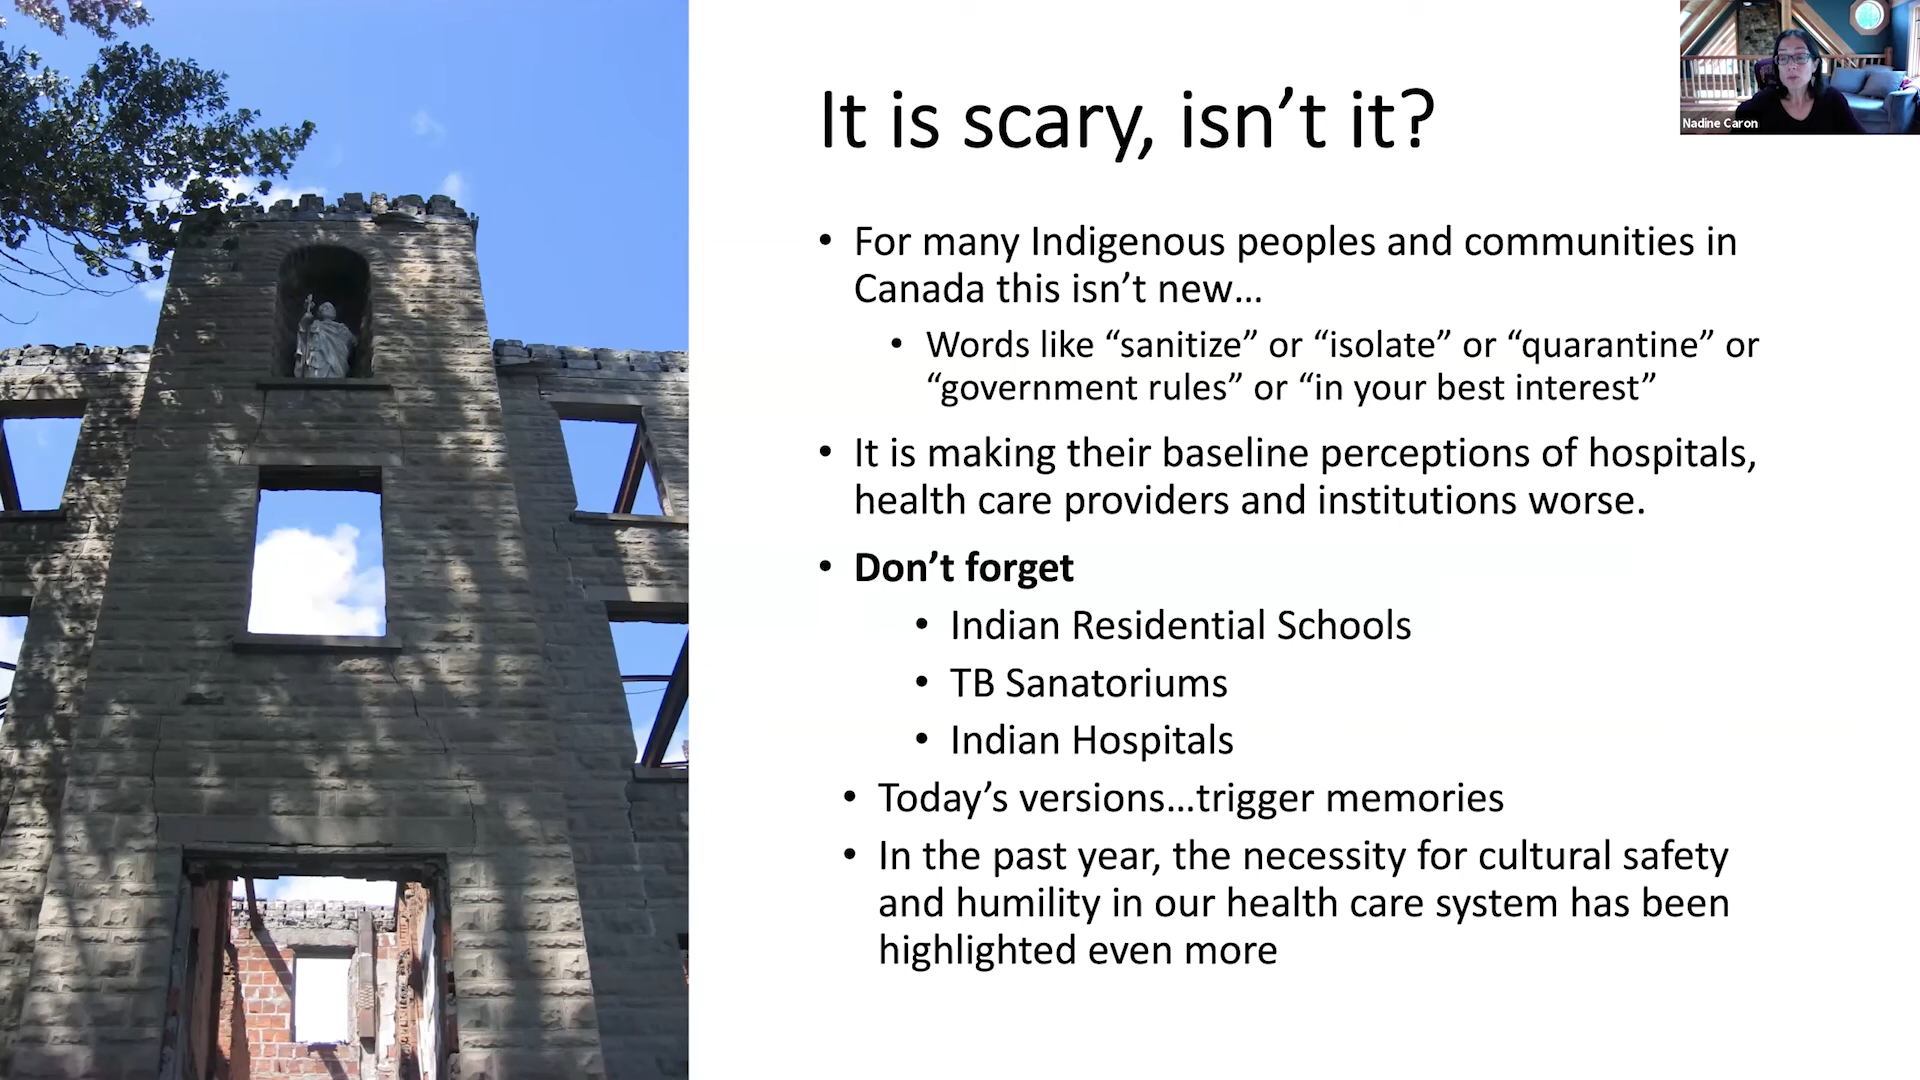 It is scary, isn’t it?
Nadine Caron
• For many Indigenous peoples and communities in
Canada this isn’t new…
• Words like “sanitize” or “isolate” or “quarantine” or
“government rules” or “in your best interest”
• It is making their baseline perceptions of hospitals,
health care providers and institutions worse.
• Don’t forget
• Indian Residential Schools
• TB Sanatoriums
• Indian Hospitals
• Today’s versions…trigger memories
• In the past year, the necessity for cultural safety
and humility in our health care system has been
highlighted even more